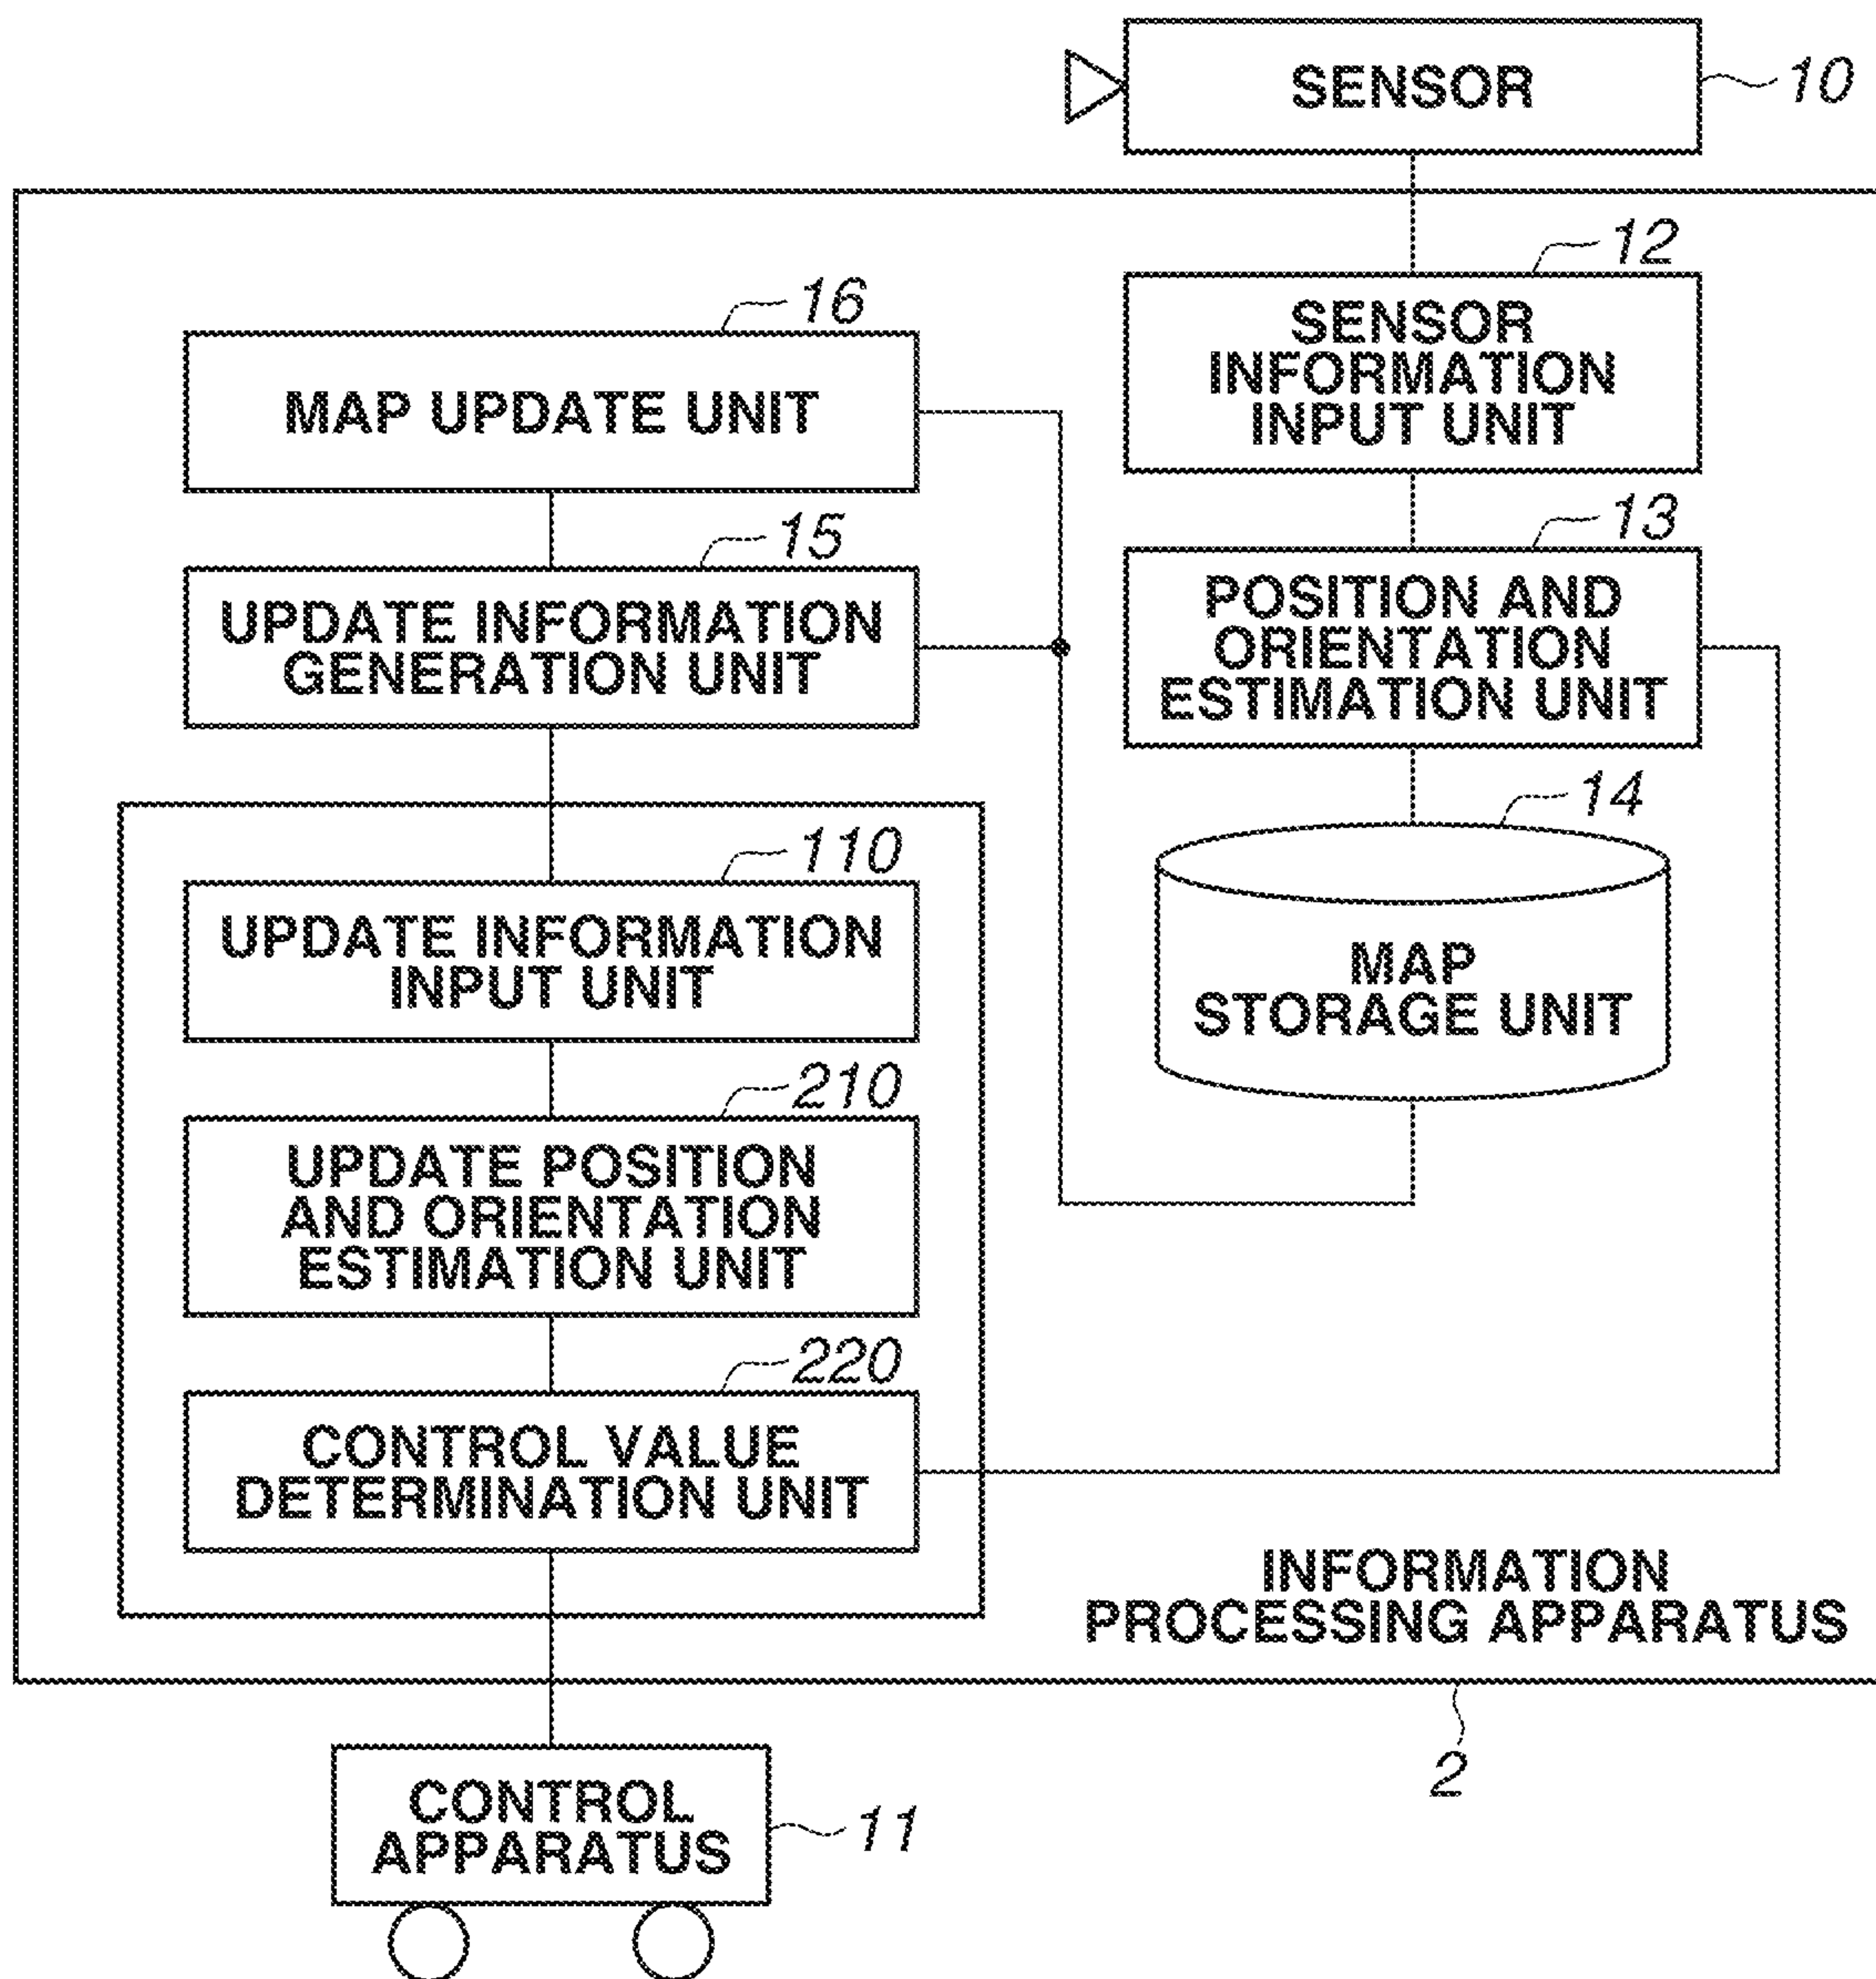 SENSOR
10
12
SENSOR
INFORMATION
INPUT UNIT
16
MAP UPDATE UNIT
13
POSITION AND
ORIENTATION
ESTIMATION UNIT
15
UPDATE INFORMATION
GENERATION UNIT
14
MAP
STORAGE UNIT
110
UPDATE INFORMATION
INPUT UNIT
210
UPDATE POSITION
AND ORIENTATION
ESTIMATION UNIT
220
CONTROL VALUE
DETERMINATION UNIT
INFORMATION
PROCESSING APPARATUS
2
CONTROL
APPARATUS
11